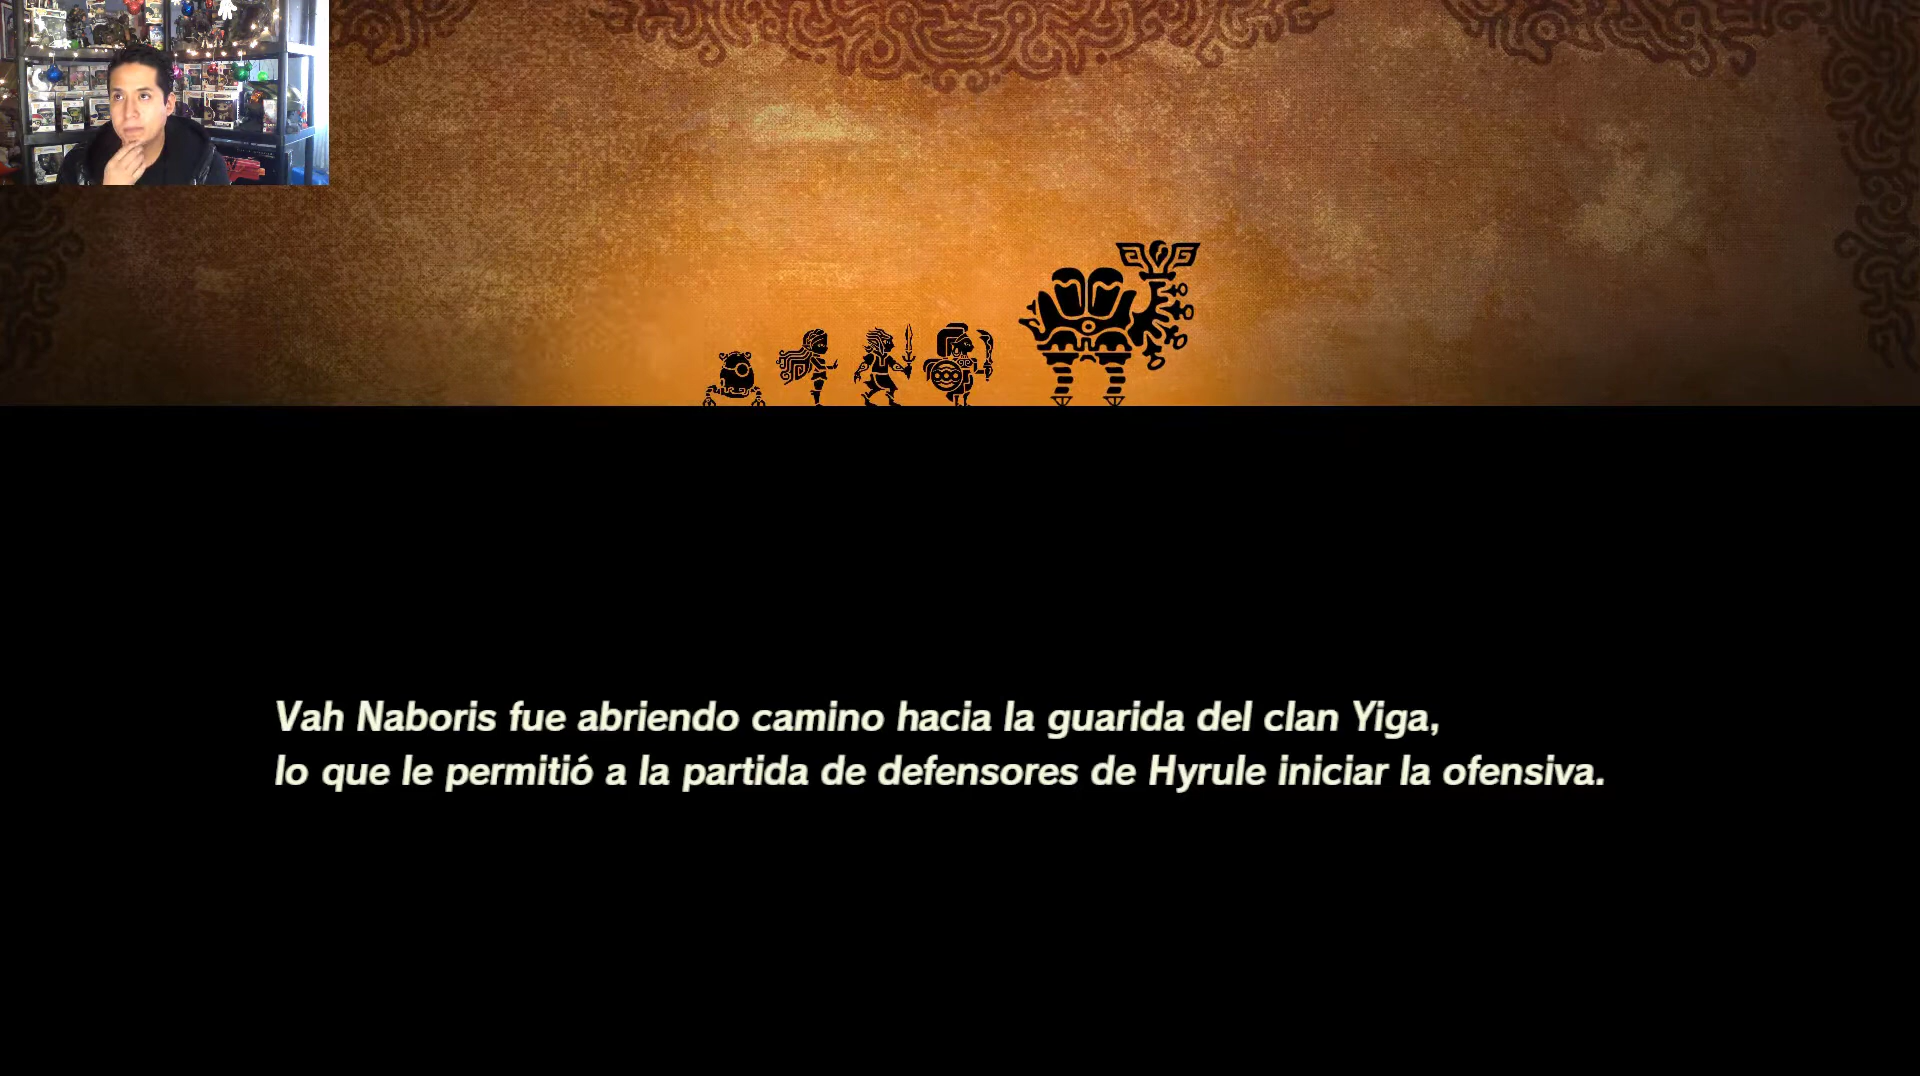 Vah Naboris fue abriendo camino hacia la guarida del clan Yiga,
lo que le permitió a la partida de defensores de Hyrule iniciar la ofensiva.